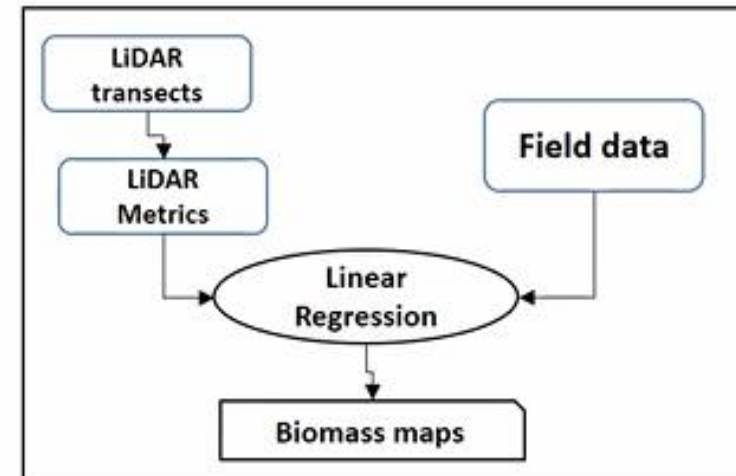 LiDAR
transects
Field data
LiDAR
Metrics
Linear
Regression
Biomass maps